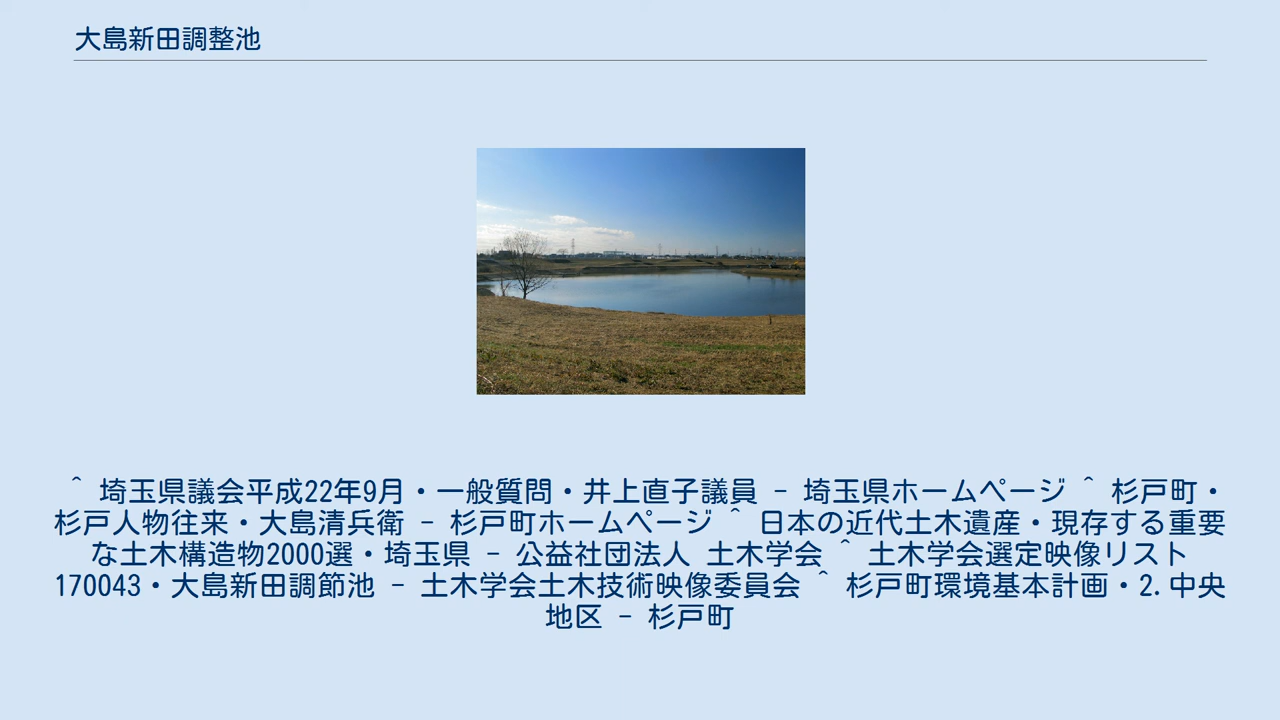 大島新田調整池
^ 埼玉県議会平成22年9月・一般質問・井上直子議員 - 埼玉県ホームページ ^ 杉戸町・
杉戸人物往来・大島清兵衛 - 杉戸町ホームページ ^ 日本の近代土木遺産・現存する重要
な土木構造物2000選・埼玉県 - 公益社団法人 土木学会 ^ 土木学会選定映像リスト
170043・大島新田調節池 - 土木学会土木技術映像委員会 ^ 杉戸町環境基本計画・2.中央
地区 - 杉戸町